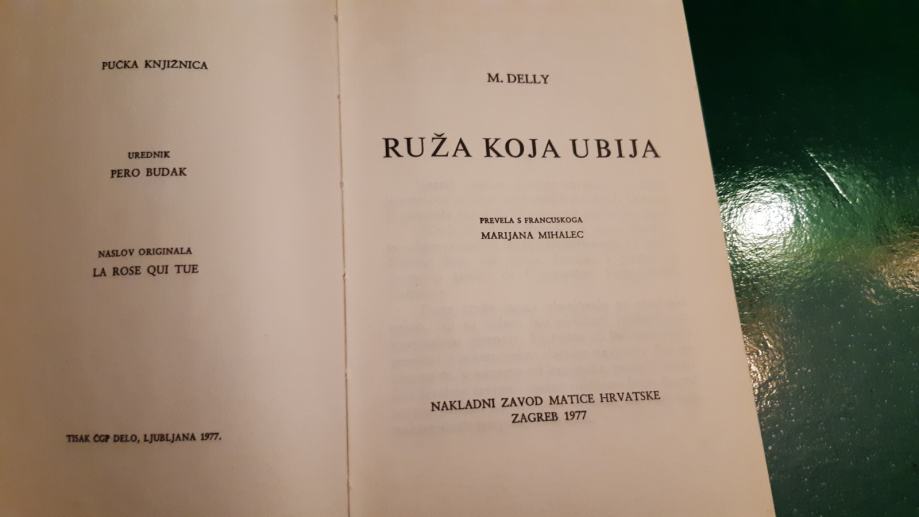 PUČKA KNJIŽNICA
UREDNIK
PERO BUDAK
NASLOV ORIGINALA
LA ROSE QUI TUE
TISAK ČGP DELO, LJUBLJANA 1977.
M. DELLY
RUŽA KOJA UBIJA
PREVELA S FRANCUSKOGA
MARIJANA MIHALEC
NAKLADNI ZAVOD MATICE HRVATSKE
ZAGREB 1977